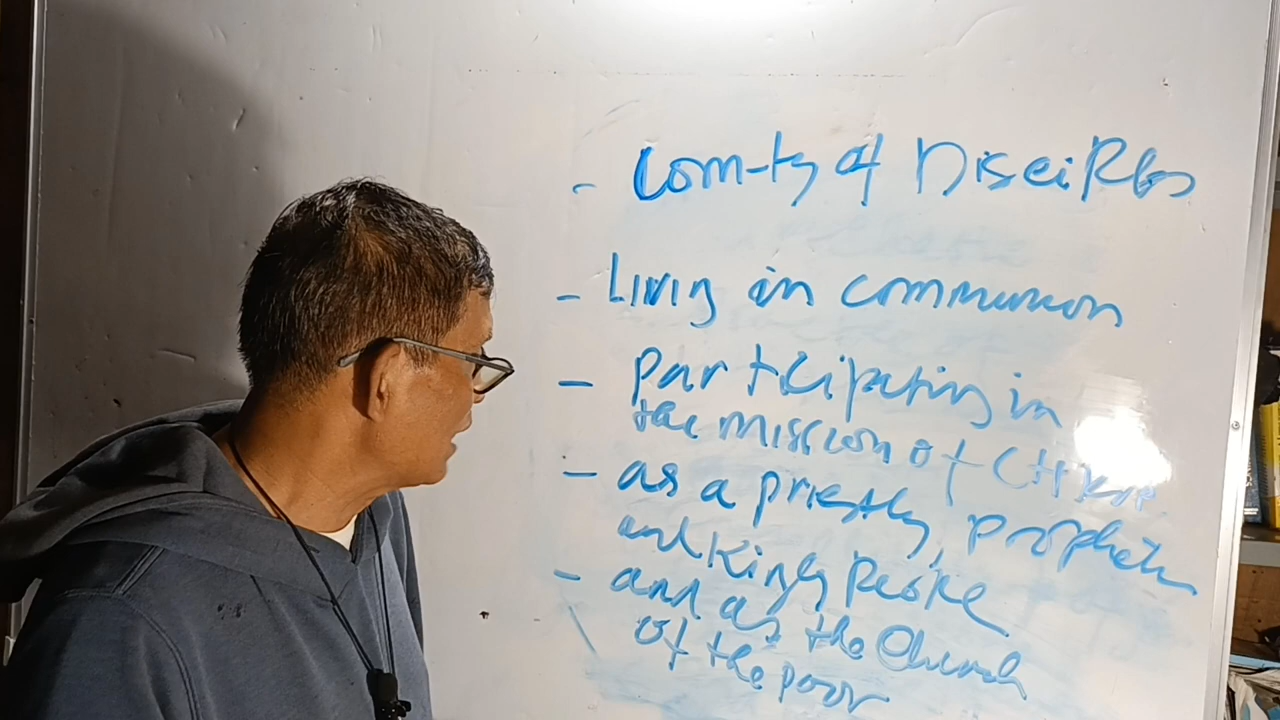 - Com-ty of Disciples
- Living in communion
- participating in
the mission of Christ
- as a priestly, prophetic
and Kingly People
- and as the Church
of the poor